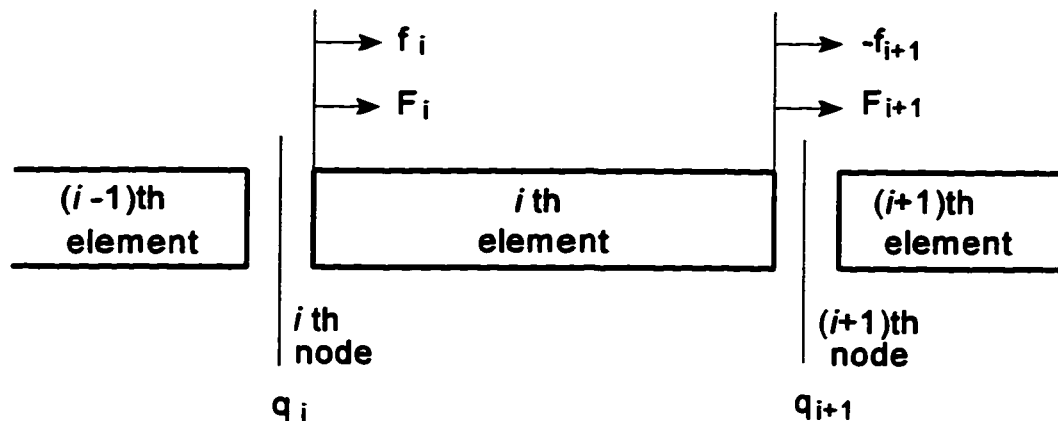 f i
-f i+1
F i
F i+1
(i -1)th
element
i th
element
(i+1)th
element
i th
node
(i+1)th
node
q i
q i+1